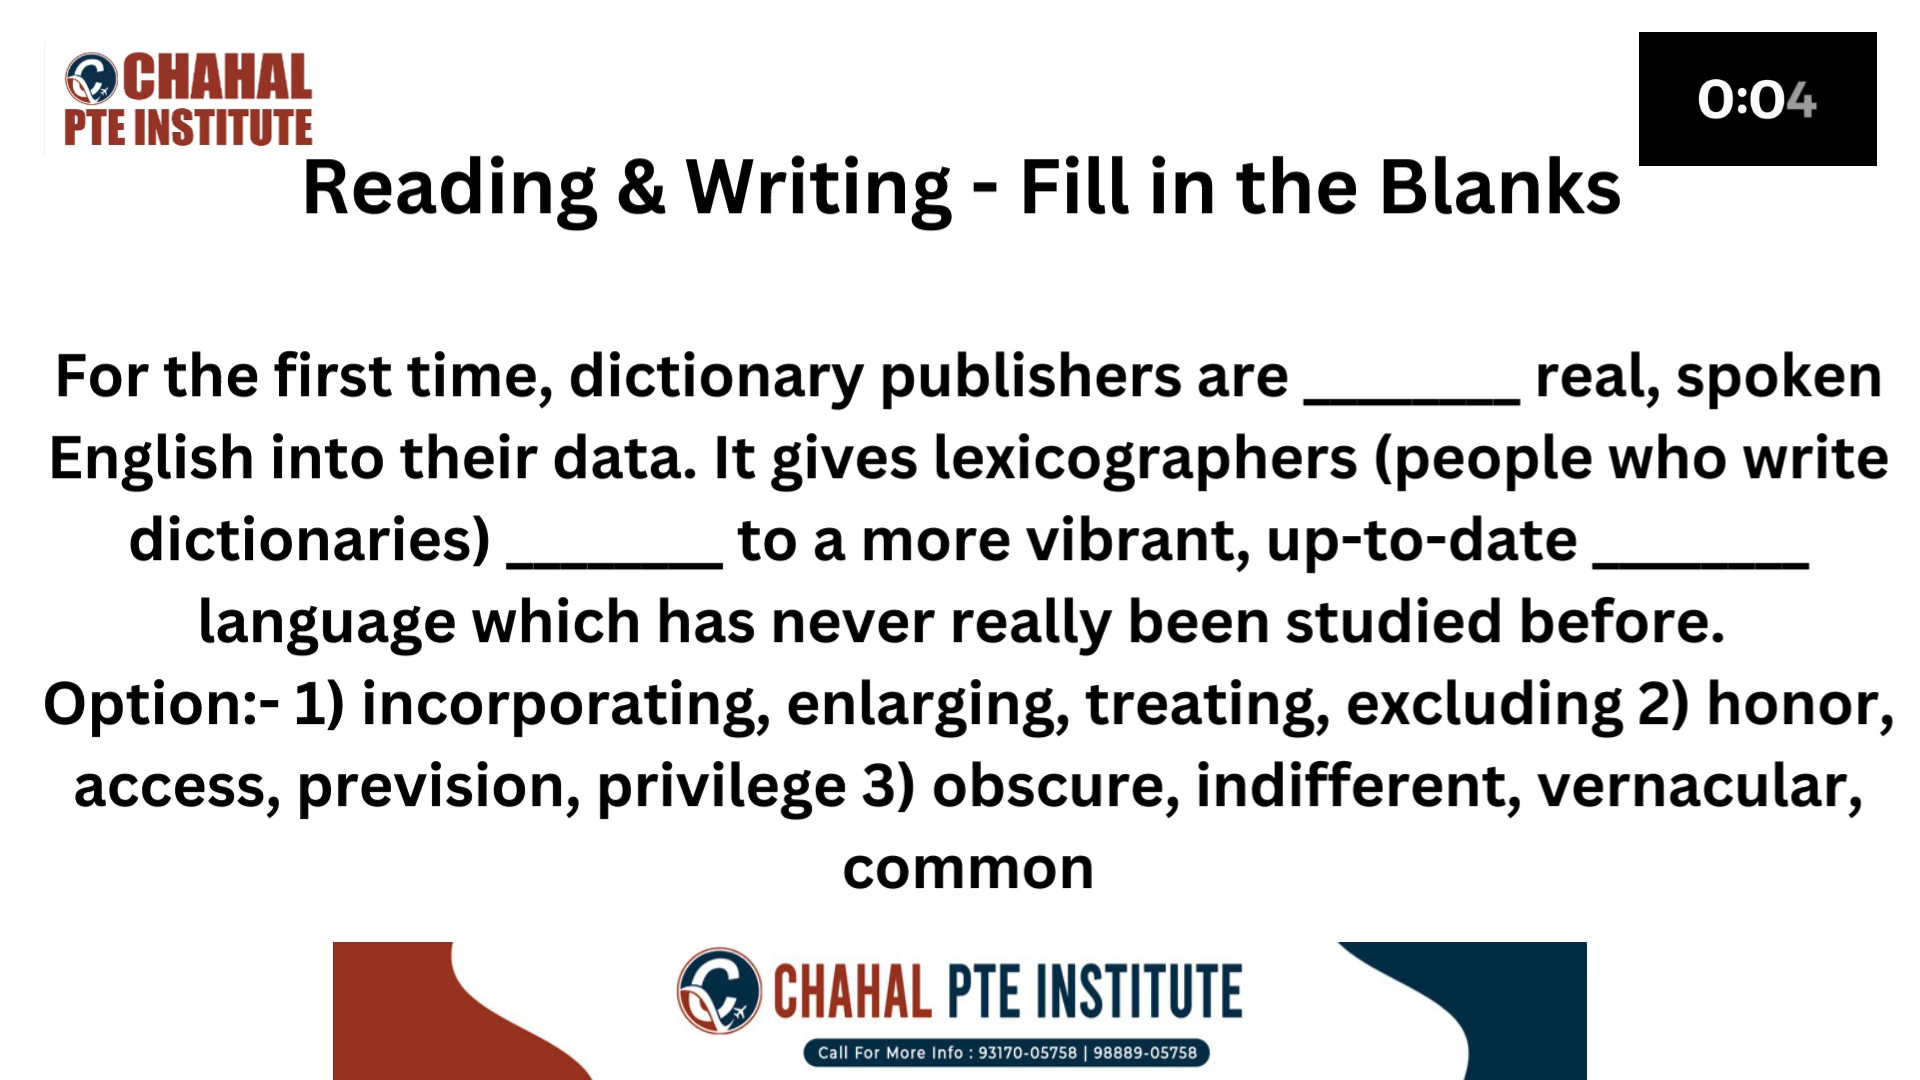 CHAHAL
PTE INSTITUTE
0:04
Reading & Writing - Fill in the Blanks
For the first time, dictionary publishers are ________ real, spoken
English into their data. It gives lexicographers (people who write
dictionaries) ________ to a more vibrant, up-to-date ________
language which has never really been studied before.
Option:- 1) incorporating, enlarging, treating, excluding 2) honor,
access, prevision, privilege 3) obscure, indifferent, vernacular,
common
CHAHAL PTE INSTITUTE
Call For More Info : 93170-05758 | 98889-05758